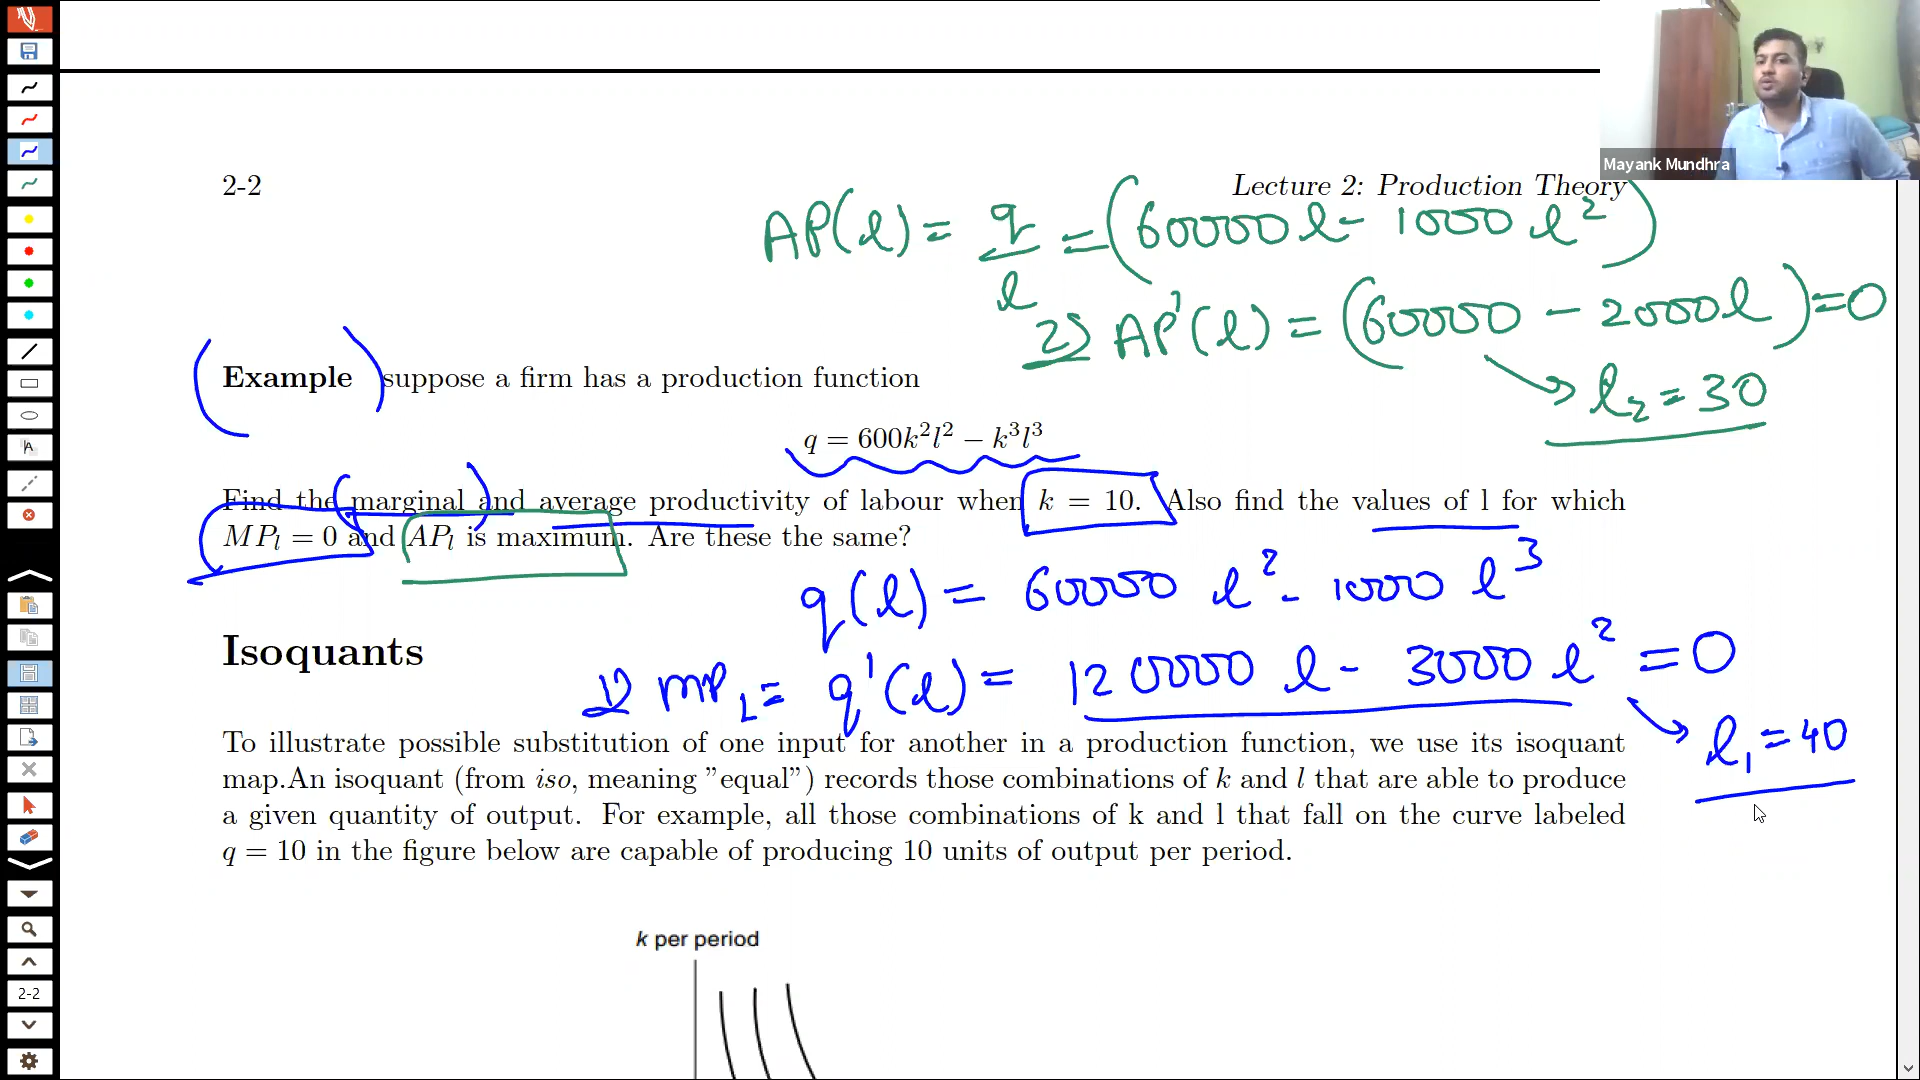 Mayank Mundhra
2-2 Lecture 2: Production Theory
AP(l) = q/l = (60000 l - 1000 l²)
2) AP'(l) = (60000 - 2000l) = 0
l₂ = 30
Example suppose a firm has a production function
q = 600k²l² − k³l³
Find the marginal and average productivity of labour when k = 10. Also find the values of l for which
MPₗ = 0 and APₗ is maximum. Are these the same?
q(l) = 60000 l² - 1000 l³
Isoquants
1) MP_L = q'(l) = 120000 l - 3000 l² = 0
l₁ = 40
To illustrate possible substitution of one input for another in a production function, we use its isoquant
map.An isoquant (from iso, meaning ”equal”) records those combinations of k and l that are able to produce
a given quantity of output. For example, all those combinations of k and l that fall on the curve labeled
q = 10 in the figure below are capable of producing 10 units of output per period.
k per period
2-2